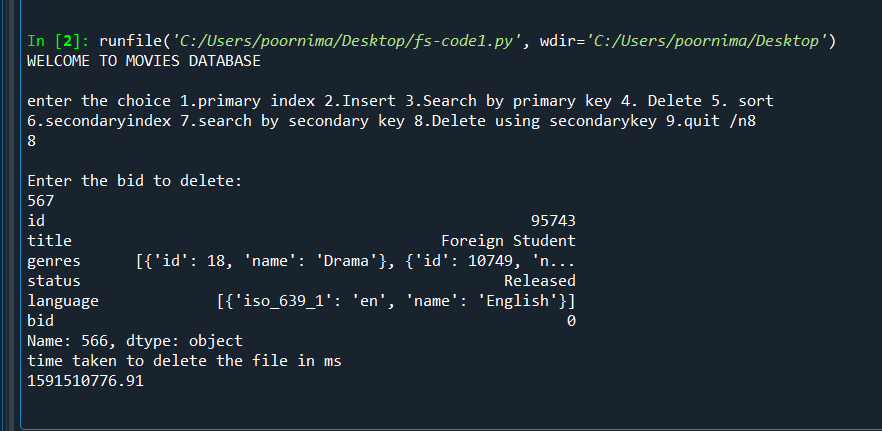 In [2]: runfile('C:/Users/poornima/Desktop/fs-code1.py', wdir='C:/Users/poornima/Desktop')
WELCOME TO MOVIES DATABASE
enter the choice 1.primary index 2.Insert 3.Search by primary key 4. Delete 5. sort
6.secondaryindex 7.search by secondary key 8.Delete using secondarykey 9.quit /n8
8
Enter the bid to delete:
567
id 95743
title Foreign Student
genres [{'id': 18, 'name': 'Drama'}, {'id': 10749, 'n...
status Released
language [{'iso_639_1': 'en', 'name': 'English'}]
bid 0
Name: 566, dtype: object
time taken to delete the file in ms
1591510776.91